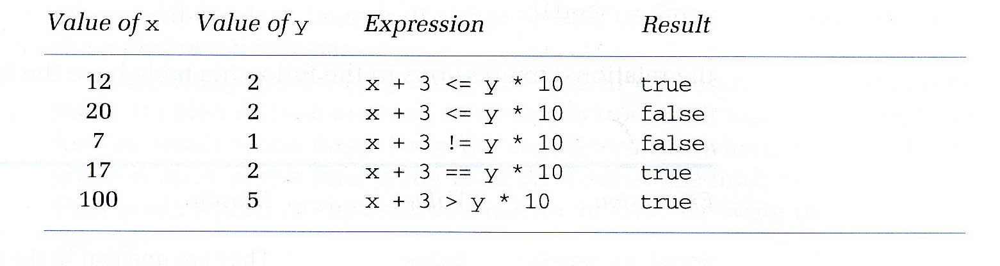 Value of x Value of y Expression Result
12 2 x + 3 <= y * 10 true
20 2 x + 3 <= y * 10 false
7 1 x + 3 != y * 10 false
17 2 x + 3 == y * 10 true
100 5 x + 3 > y * 10 true